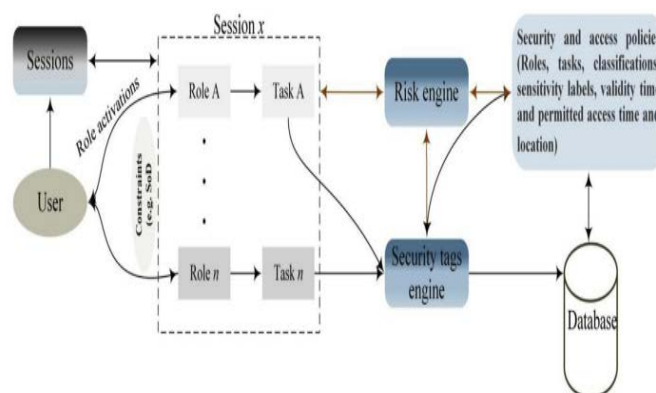 Session x
Sessions
Role activations
User
Constraints
(e.g. SoD)
Role A
Task A
Role n
Task n
Risk engine
Security tags
engine
Security and access policie
(Roles, tasks, classifications
sensitivity labels, validity time
and permitted access time and
location)
Database